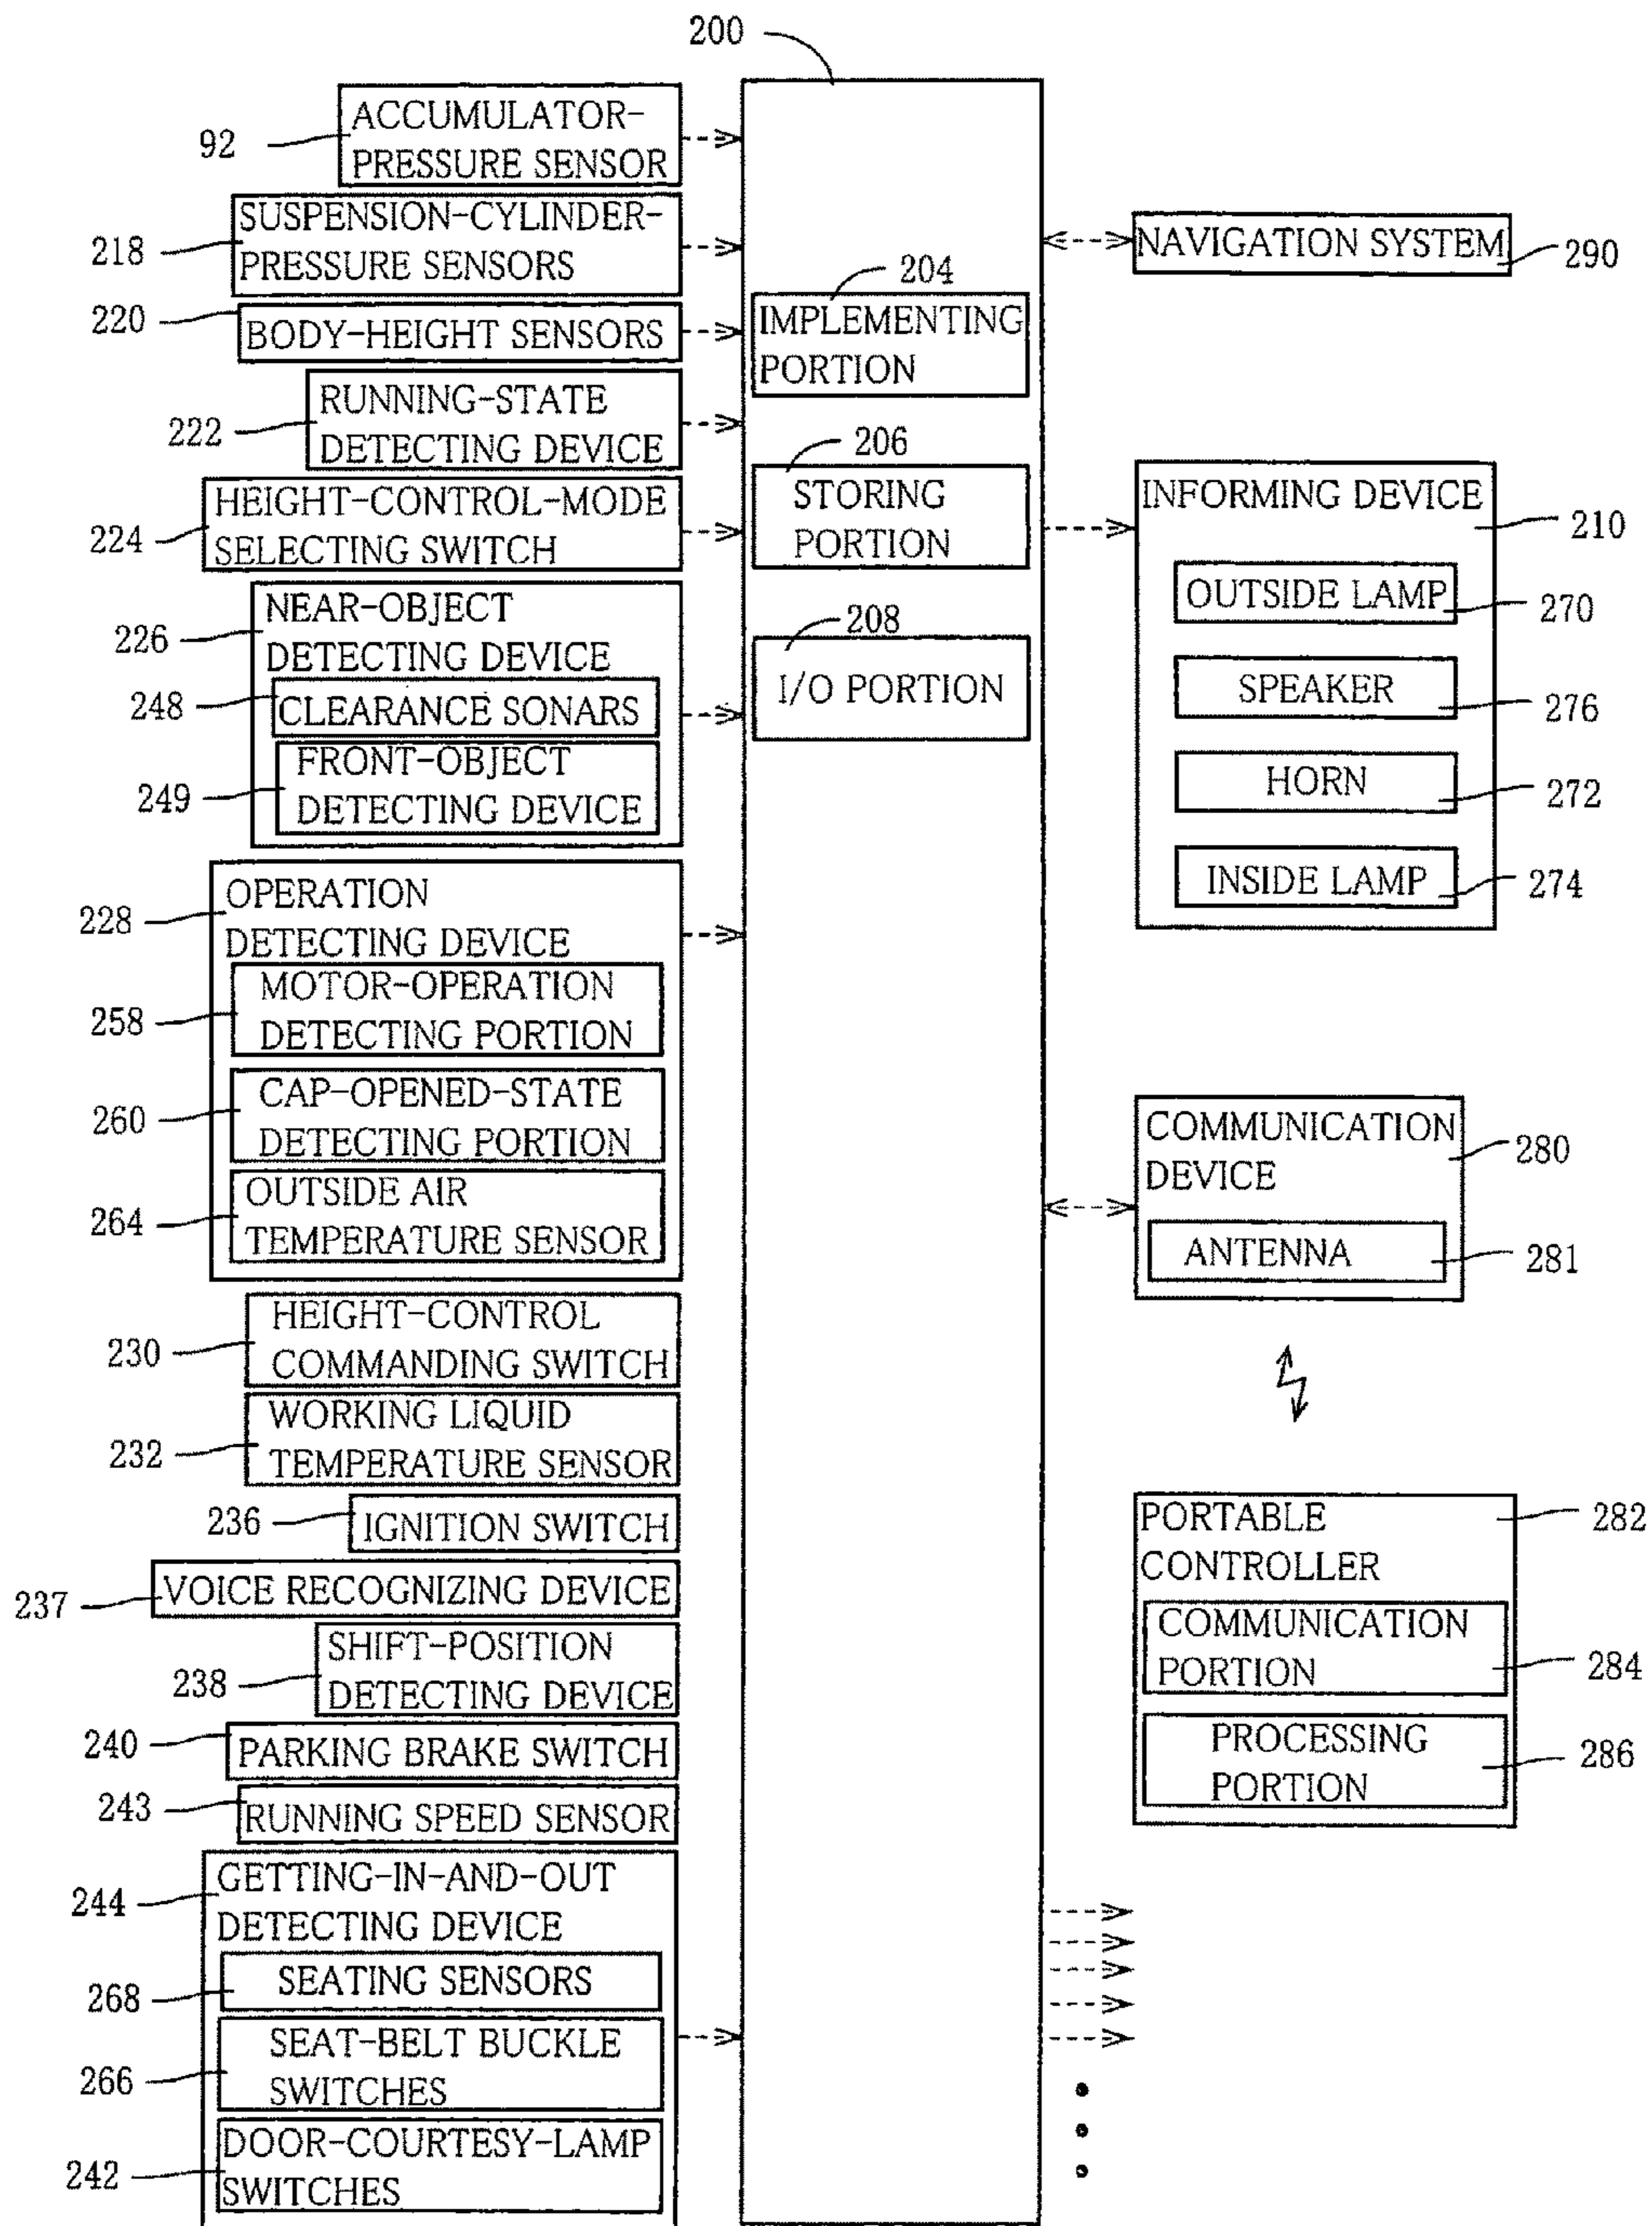 200
92
ACCUMULATOR-
PRESSURE SENSOR
218
SUSPENSION-CYLINDER-
PRESSURE SENSORS
220
BODY-HEIGHT SENSORS
222
RUNNING-STATE
DETECTING DEVICE
224
HEIGHT-CONTROL-MODE
SELECTING SWITCH
226
NEAR-OBJECT
DETECTING DEVICE
248
CLEARANCE SONARS
249
FRONT-OBJECT
DETECTING DEVICE
228
OPERATION
DETECTING DEVICE
258
MOTOR-OPERATION
DETECTING PORTION
260
CAP-OPENED-STATE
DETECTING PORTION
264
OUTSIDE AIR
TEMPERATURE SENSOR
230
HEIGHT-CONTROL
COMMANDING SWITCH
232
WORKING LIQUID
TEMPERATURE SENSOR
236
IGNITION SWITCH
237
VOICE RECOGNIZING DEVICE
238
SHIFT-POSITION
DETECTING DEVICE
240
PARKING BRAKE SWITCH
243
RUNNING SPEED SENSOR
244
GETTING-IN-AND-OUT
DETECTING DEVICE
268
SEATING SENSORS
266
SEAT-BELT BUCKLE
SWITCHES
242
DOOR-COURTESY-LAMP
SWITCHES
204
IMPLEMENTING
PORTION
206
STORING
PORTION
208
I/O PORTION
NAVIGATION SYSTEM
290
INFORMING DEVICE
210
OUTSIDE LAMP
270
SPEAKER
276
HORN
272
INSIDE LAMP
274
COMMUNICATION
DEVICE
280
ANTENNA
281
PORTABLE
CONTROLLER
282
COMMUNICATION
PORTION
284
PROCESSING
PORTION
286